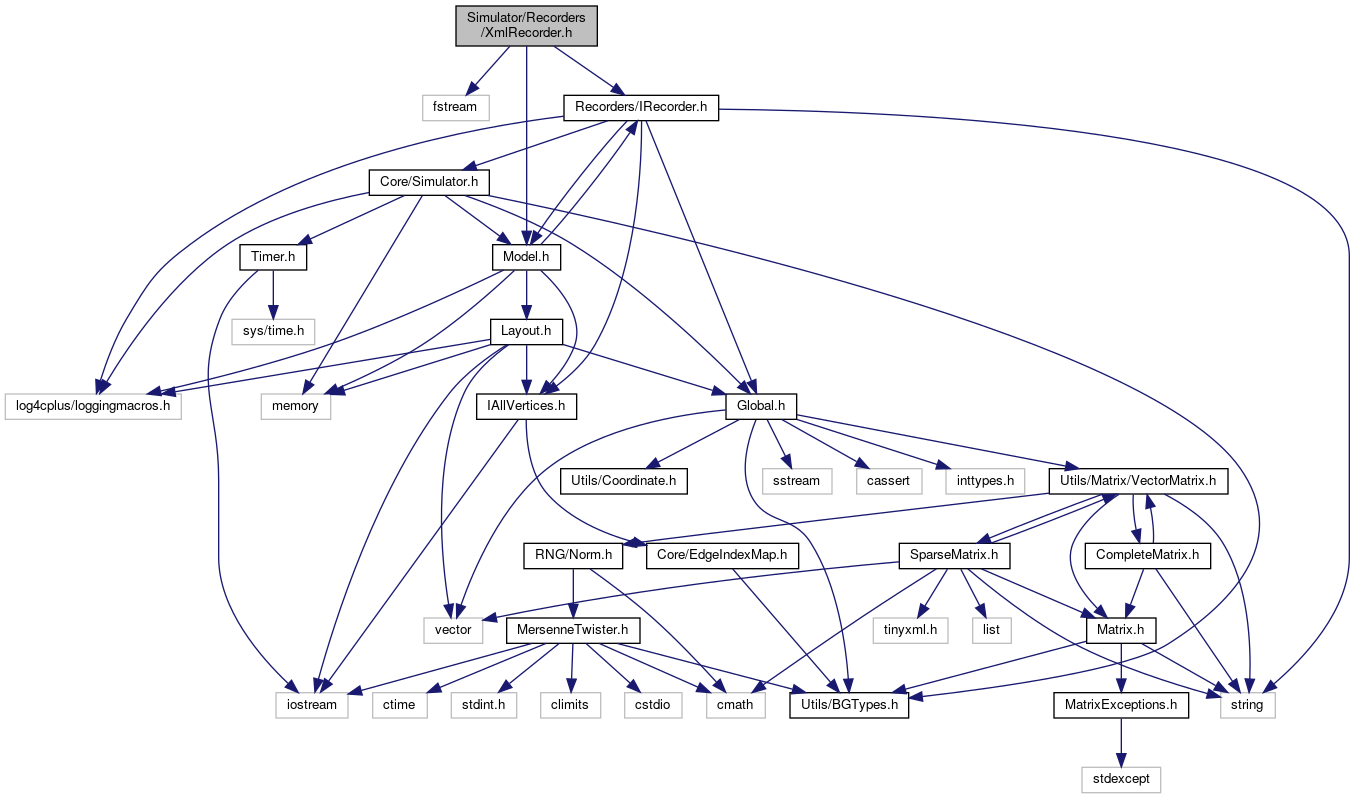 Simulator/Recorders
/XmlRecorder.h
fstream
Recorders/IRecorder.h
Core/Simulator.h
Timer.h
Model.h
sys/time.h
Layout.h
log4cplus/loggingmacros.h
memory
IAllVertices.h
Global.h
Utils/Coordinate.h
sstream
cassert
inttypes.h
Utils/Matrix/VectorMatrix.h
RNG/Norm.h
Core/EdgeIndexMap.h
SparseMatrix.h
CompleteMatrix.h
vector
MersenneTwister.h
tinyxml.h
list
Matrix.h
iostream
ctime
stdint.h
climits
cstdio
cmath
Utils/BGTypes.h
MatrixExceptions.h
string
stdexcept